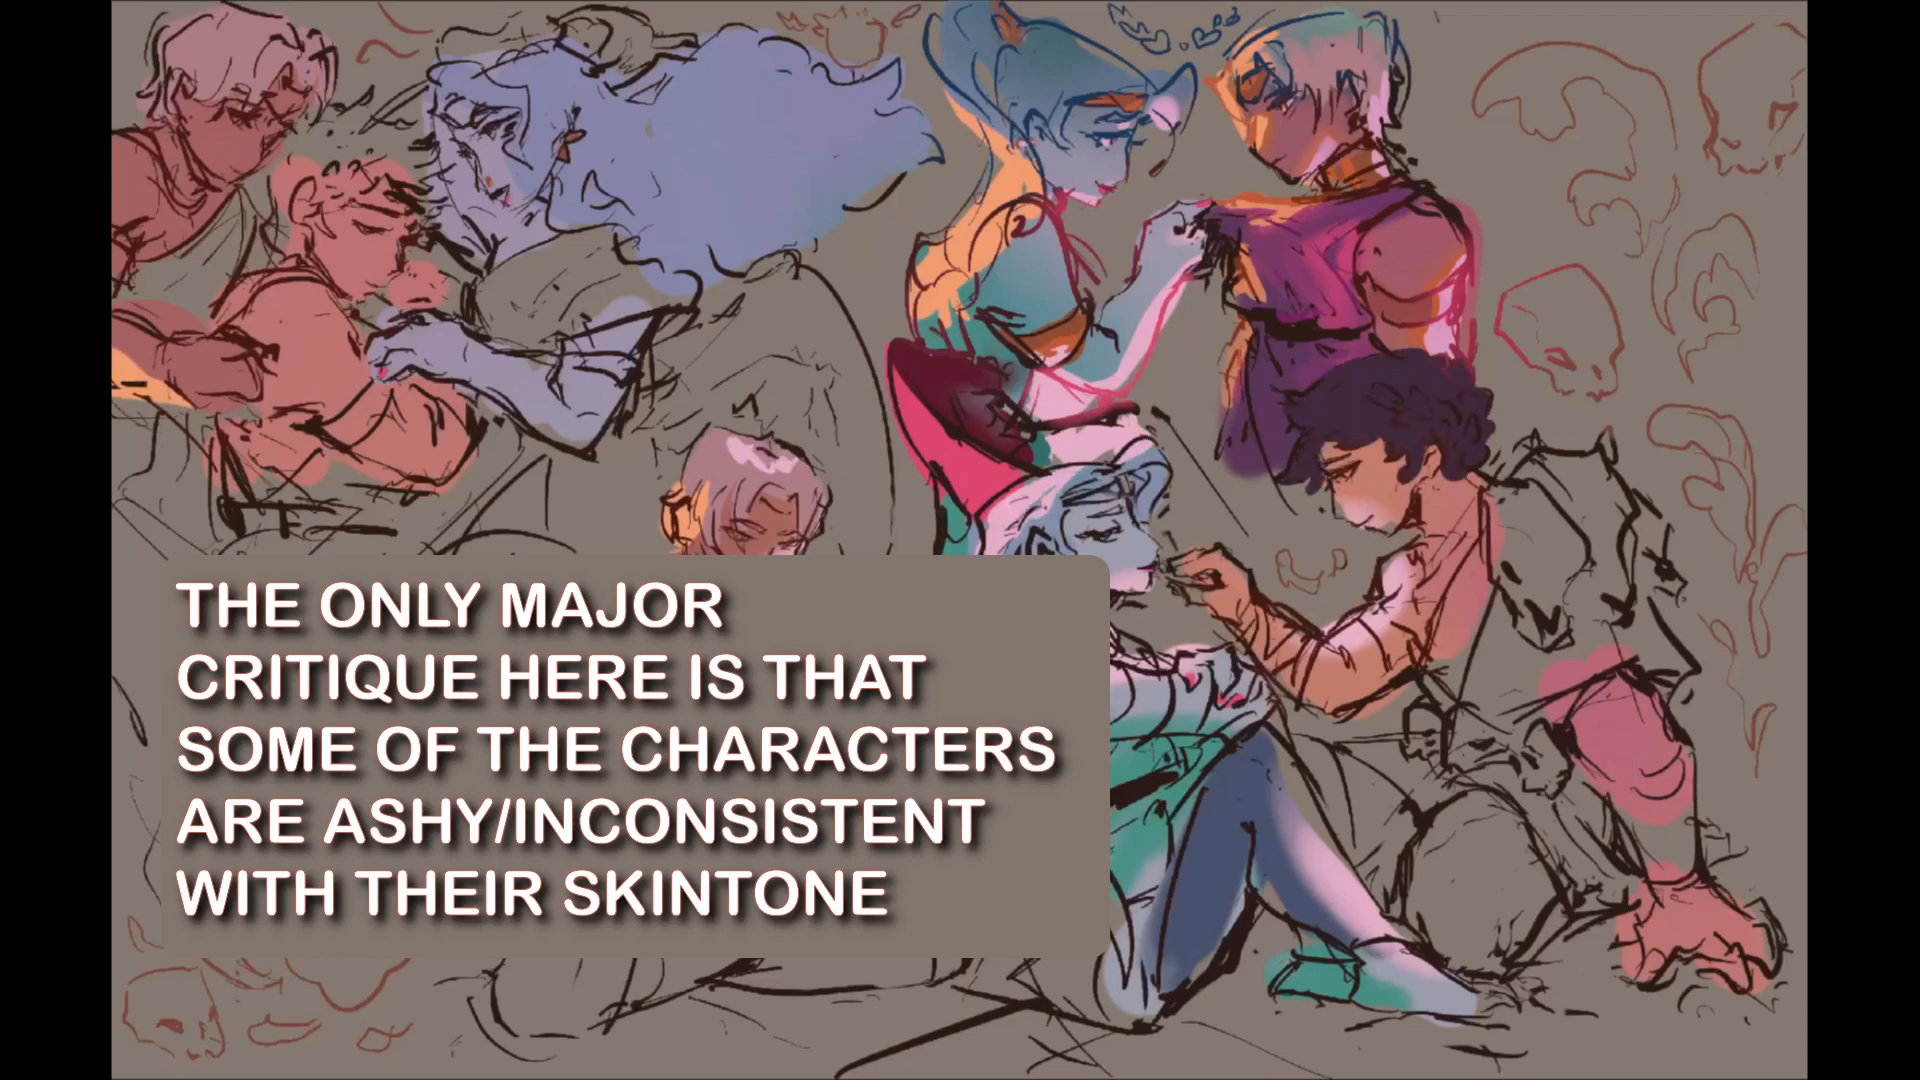 THE ONLY MAJOR
CRITIQUE HERE IS THAT
SOME OF THE CHARACTERS
ARE ASHY/INCONSISTENT
WITH THEIR SKINTONE